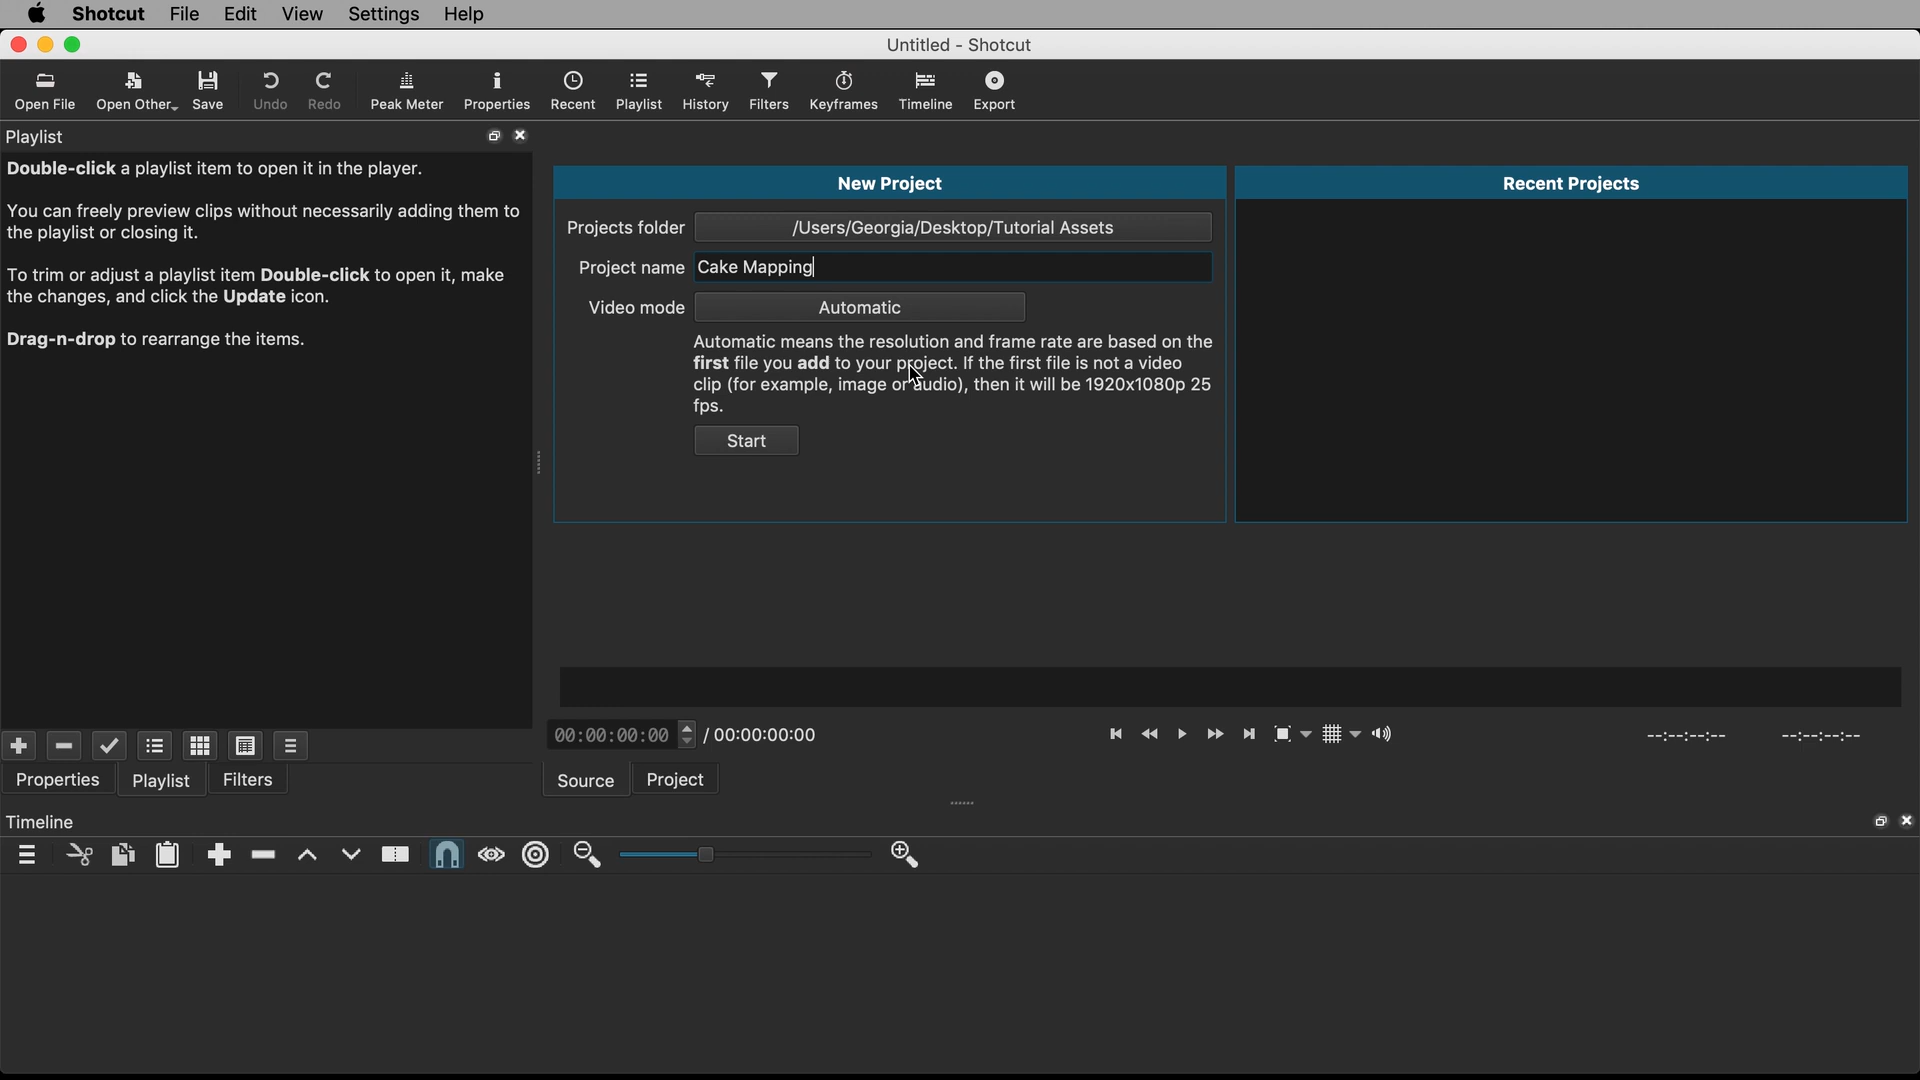 Shotcut File Edit View Settings Help
Untitled - Shotcut
Open File Open Other... Save Undo Redo Peak Meter Properties Recent Playlist History Filters Keyframes Timeline Export
Playlist
Double-click a playlist item to open it in the player.
You can freely preview clips without necessarily adding them to
the playlist or closing it.
To trim or adjust a playlist item Double-click to open it, make
the changes, and click the Update icon.
Drag-n-drop to rearrange the items.
New Project
Projects folder /Users/Georgia/Desktop/Tutorial Assets
Project name Cake Mapping
Video mode Automatic
Automatic means the resolution and frame rate are based on the
first file you add to your project. If the first file is not a video
clip (for example, image or audio), then it will be 1920x1080p 25
fps.
Start
Recent Projects
00:00:00:00 / 00:00:00:00 --:--:--:-- --:--:--:--
Properties Playlist Filters
Source Project
Timeline